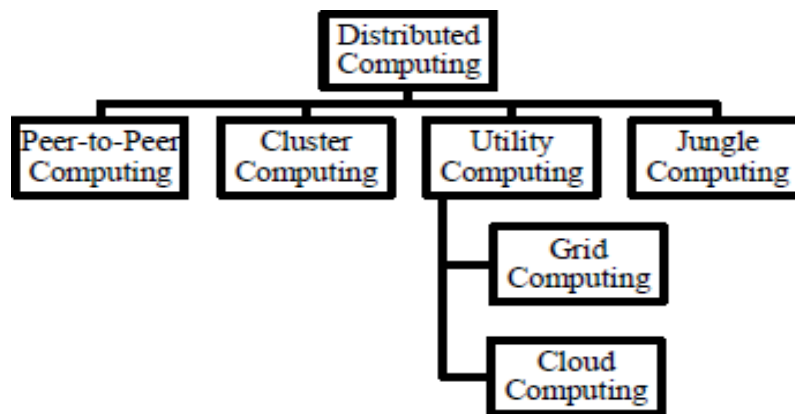 Distributed
Computing
Peer-to-Peer
Computing
Cluster
Computing
Utility
Computing
Jungle
Computing
Grid
Computing
Cloud
Computing